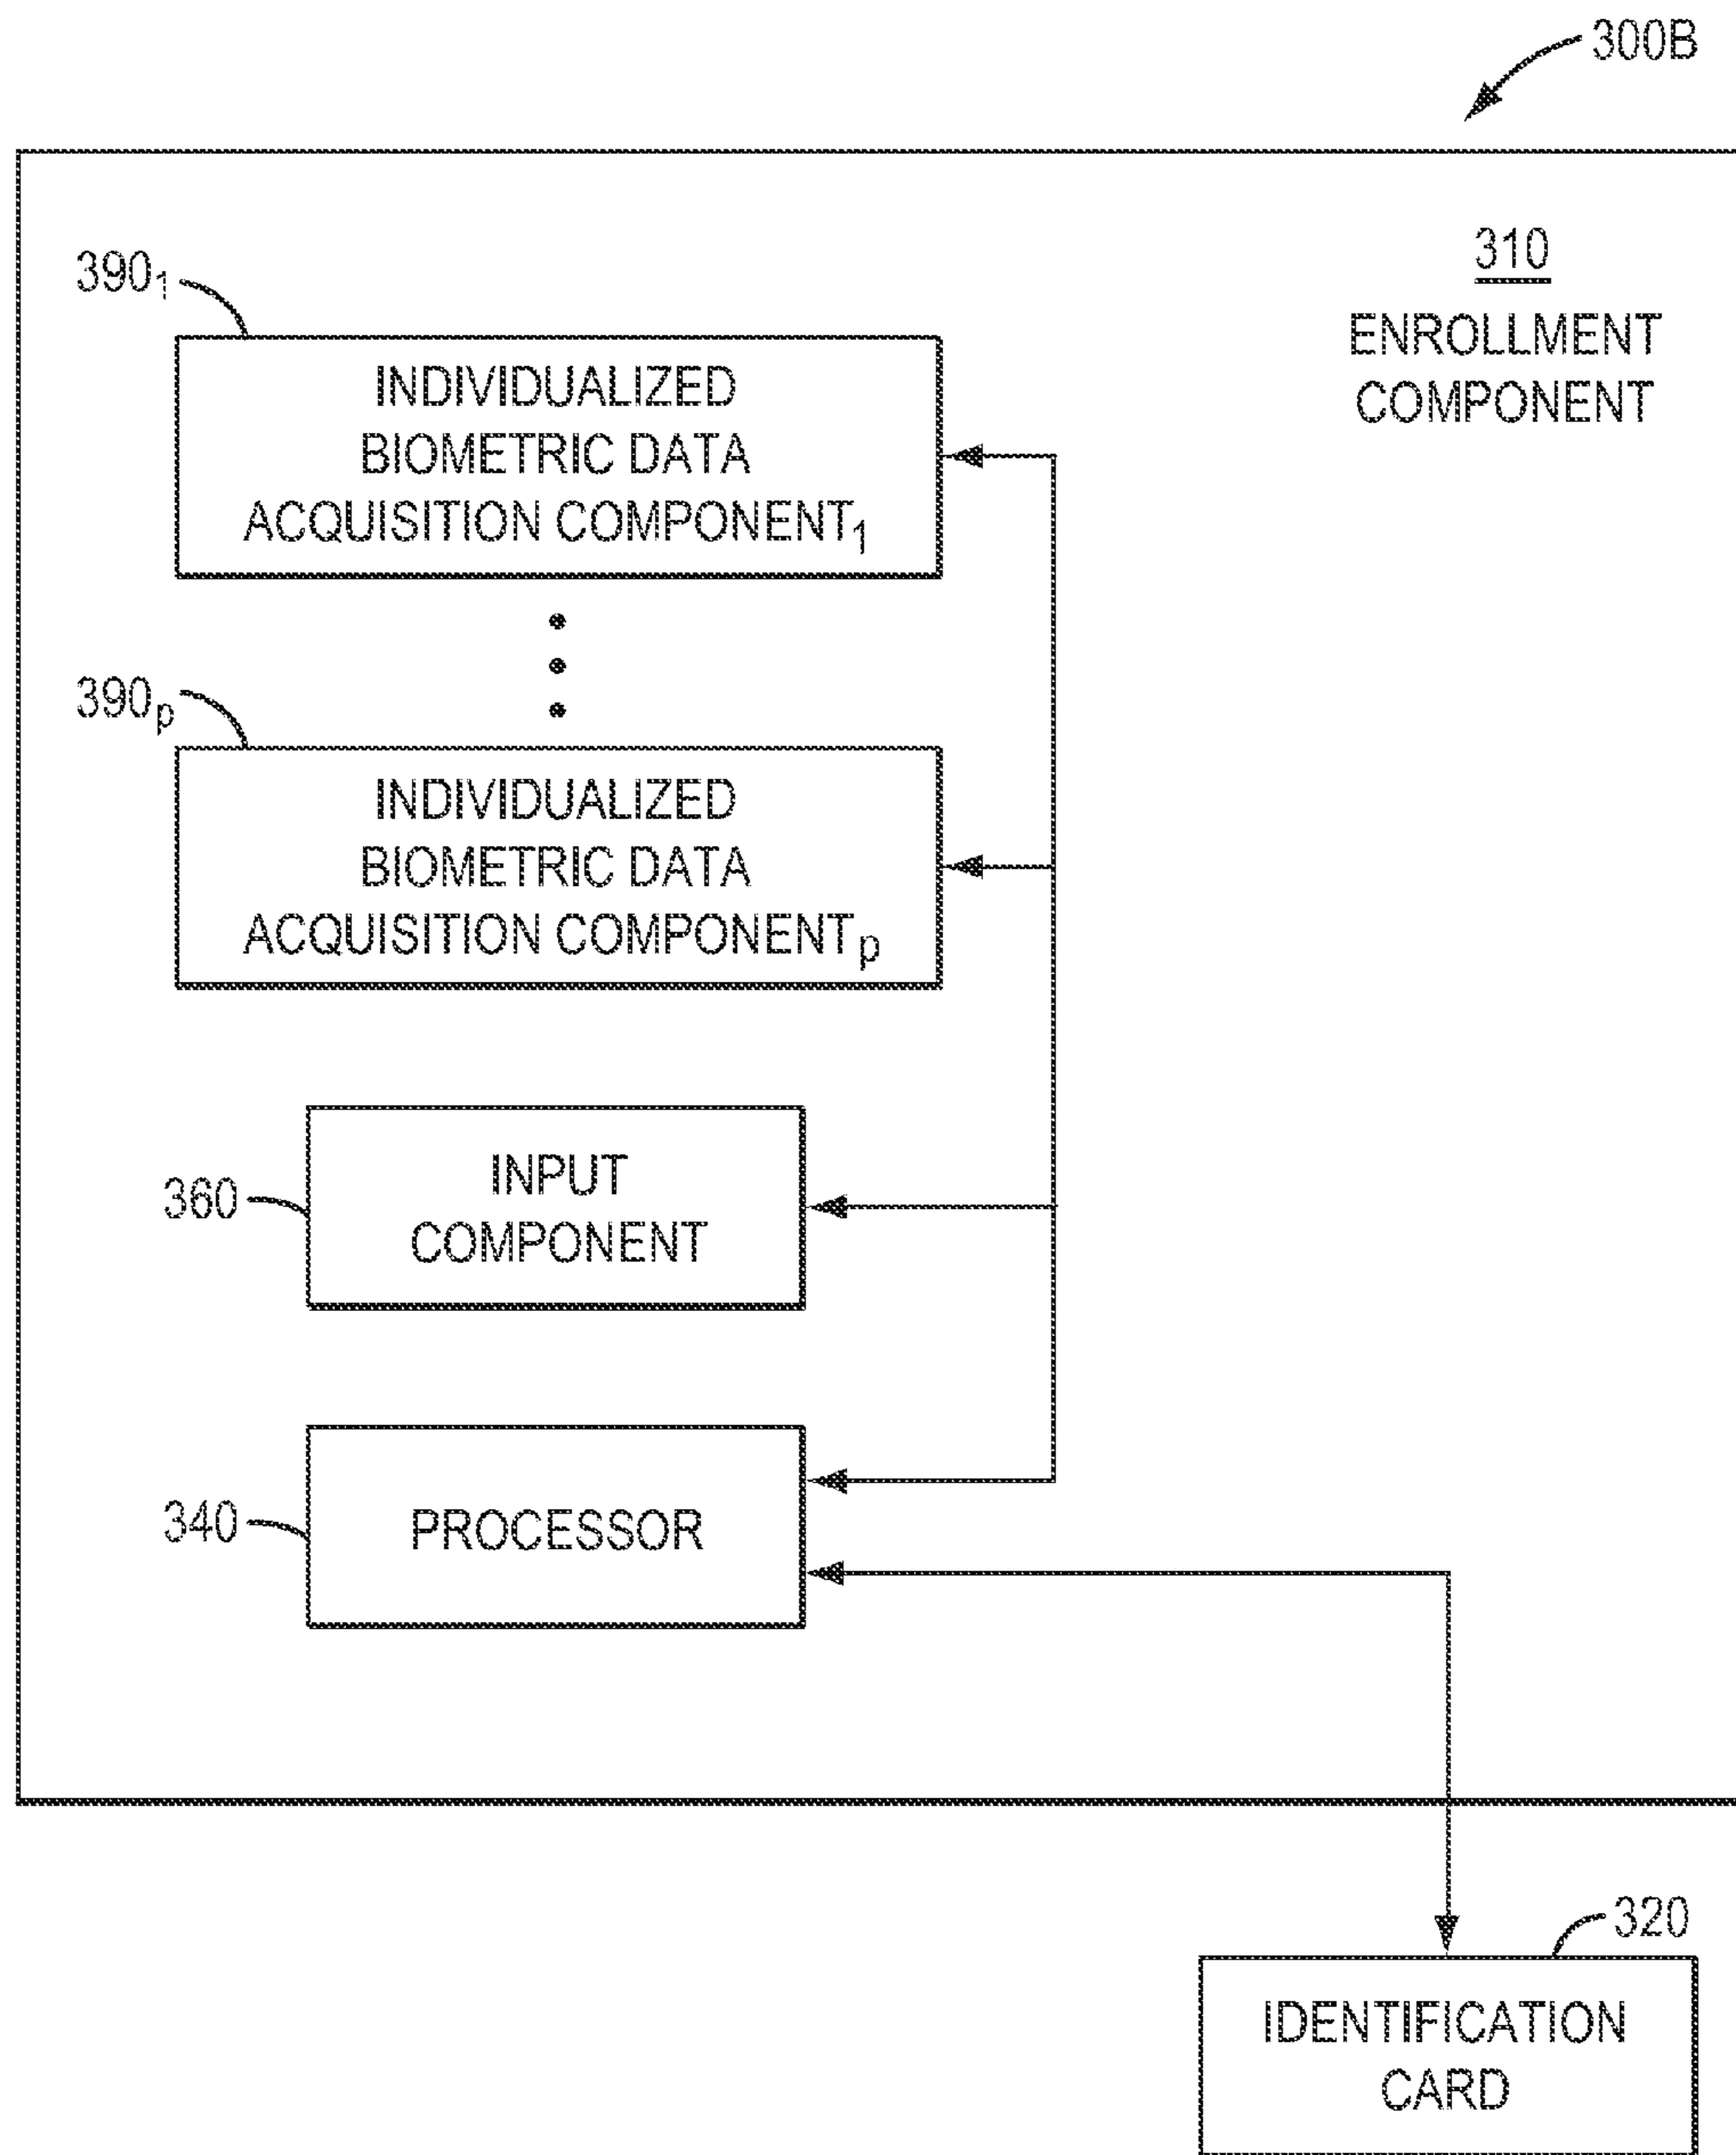 300B
310
ENROLLMENT
COMPONENT
390₁
INDIVIDUALIZED
BIOMETRIC DATA
ACQUISITION COMPONENT₁
390ₚ
INDIVIDUALIZED
BIOMETRIC DATA
ACQUISITION COMPONENTₚ
360
INPUT
COMPONENT
340
PROCESSOR
320
IDENTIFICATION
CARD